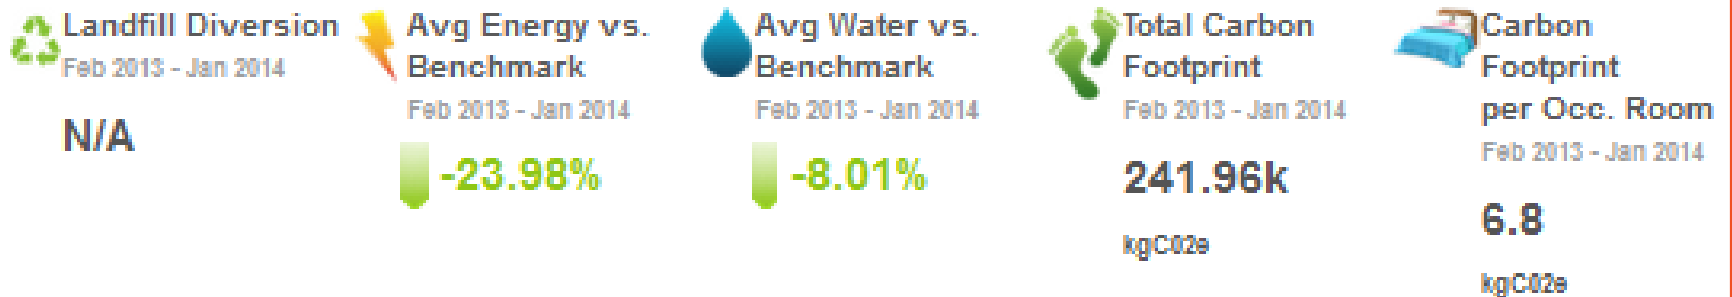 Landfill Diversion
Feb 2013 - Jan 2014
N/A
Avg Energy vs.
Benchmark
Feb 2013 - Jan 2014
-23.98%
Avg Water vs.
Benchmark
Feb 2013 - Jan 2014
-8.01%
Total Carbon
Footprint
Feb 2013 - Jan 2014
241.96k
kgC02e
Carbon
Footprint
per Occ. Room
Feb 2013 - Jan 2014
6.8
kgC02e